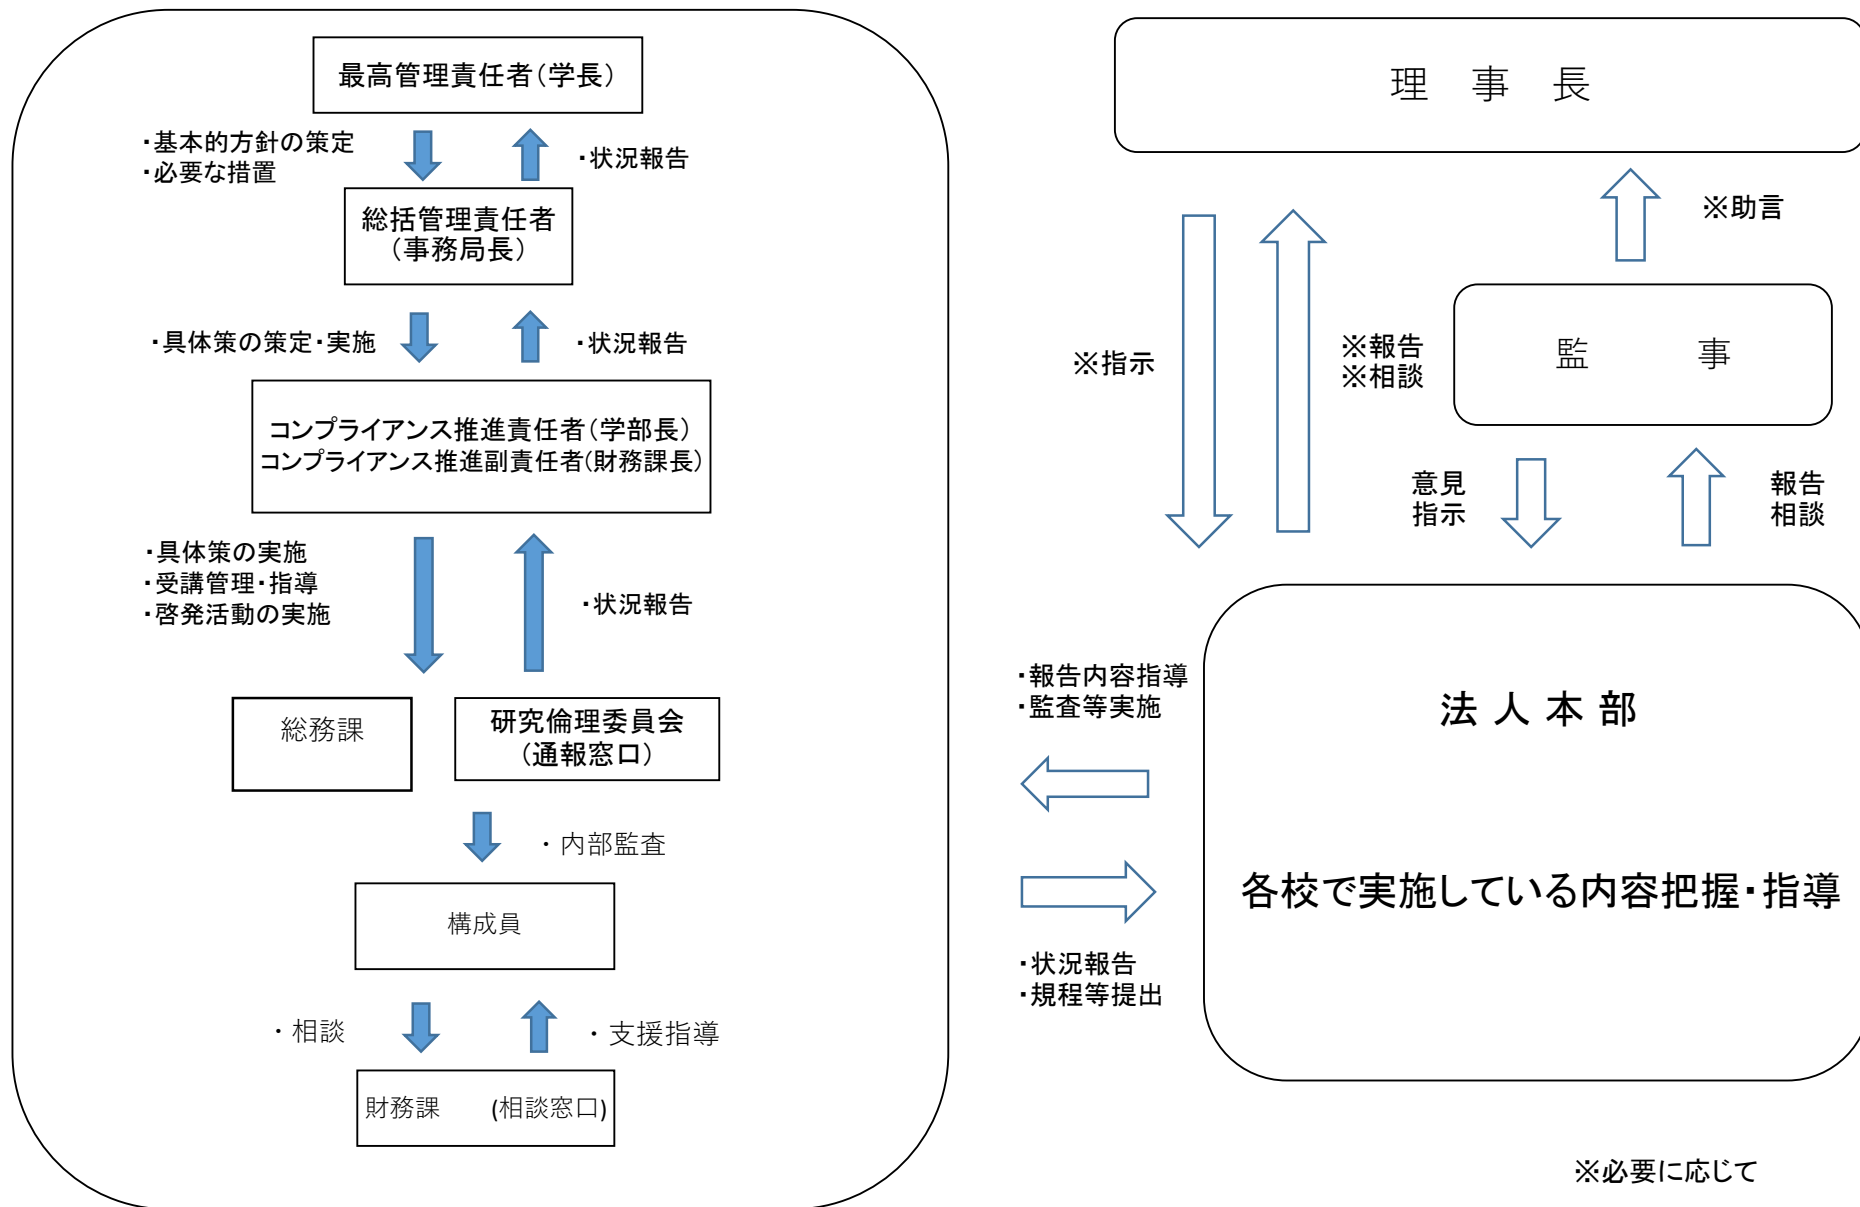 最高管理責任者(学長)
・基本的方針の策定
・必要な措置
・状況報告
総括管理責任者
(事務局長)
・具体策の策定・実施
・状況報告
コンプライアンス推進責任者(学部長)
コンプライアンス推進副責任者(財務課長)
・具体策の実施
・受講管理・指導
・啓発活動の実施
・状況報告
総務課
研究倫理委員会
(通報窓口)
・内部監査
構成員
・相談
・支援指導
財務課 (相談窓口)
理 事 長
※助言
※指示
※報告
※相談
監 事
意見
指示
報告
相談
・報告内容指導
・監査等実施
法 人 本 部
各校で実施している内容把握・指導
・状況報告
・規程等提出
※必要に応じて